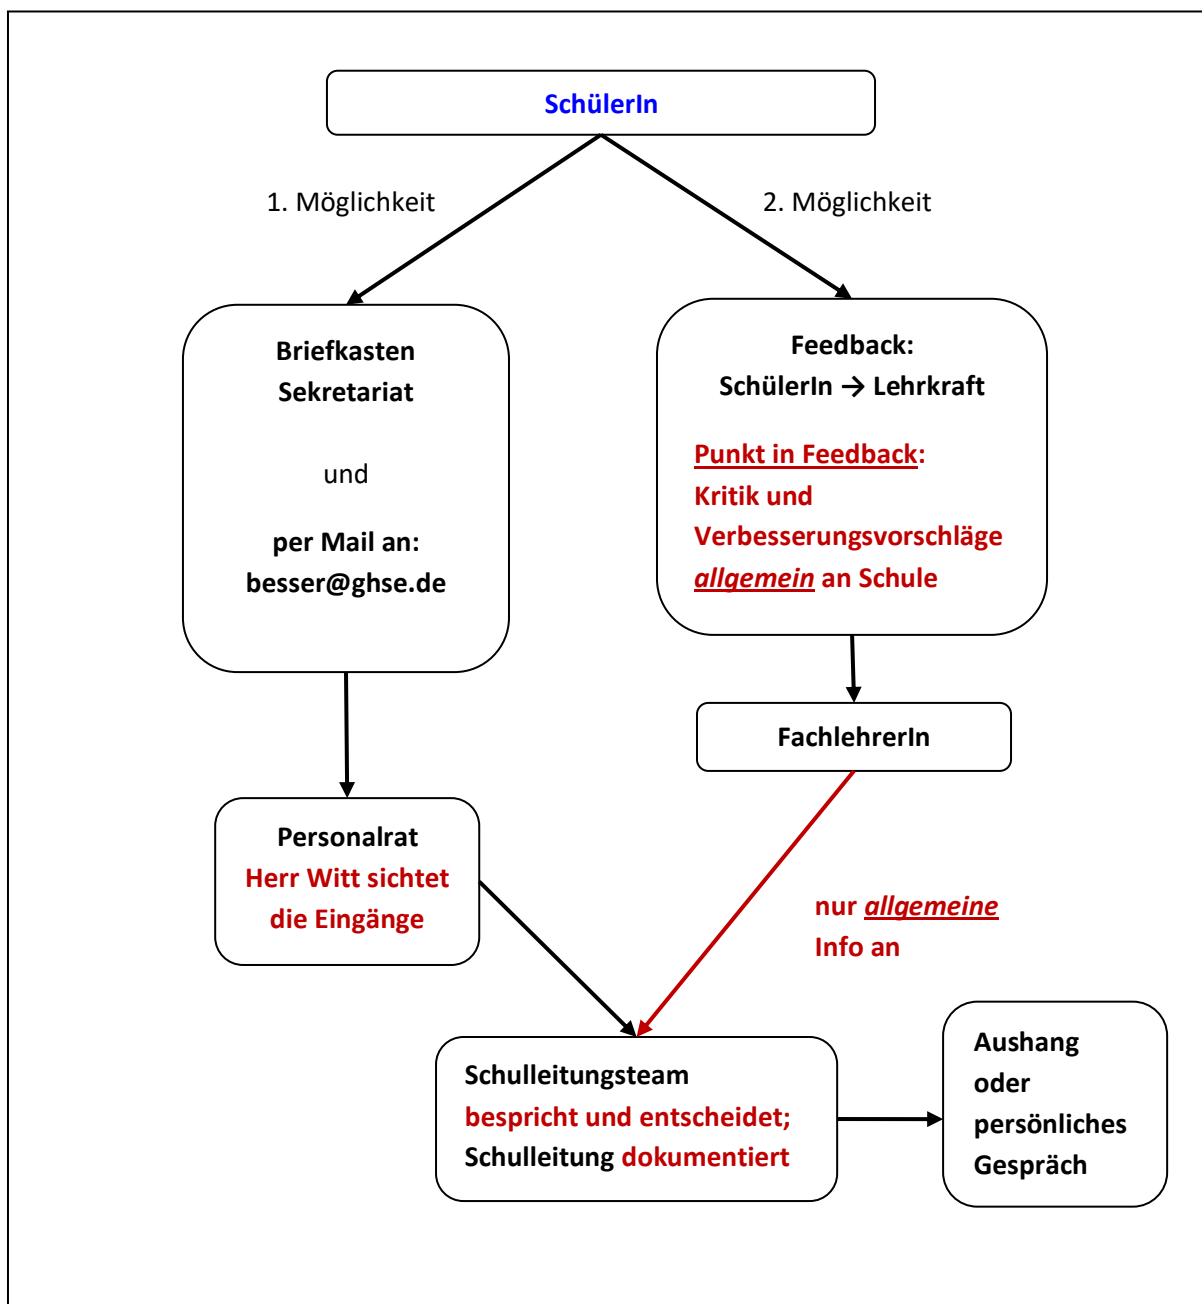 SchülerIn
1. Möglichkeit
2. Möglichkeit
Briefkasten
Sekretariat
und
per Mail an:
besser@ghse.de
Feedback:
SchülerIn → Lehrkraft
Punkt in Feedback:
Kritik und
Verbesserungsvorschläge
allgemein an Schule
FachlehrerIn
Personalrat
Herr Witt sichtet
die Eingänge
nur allgemeine
Info an
Schulleitungsteam
bespricht und entscheidet;
Schulleitung dokumentiert
Aushang
oder
persönliches
Gespräch